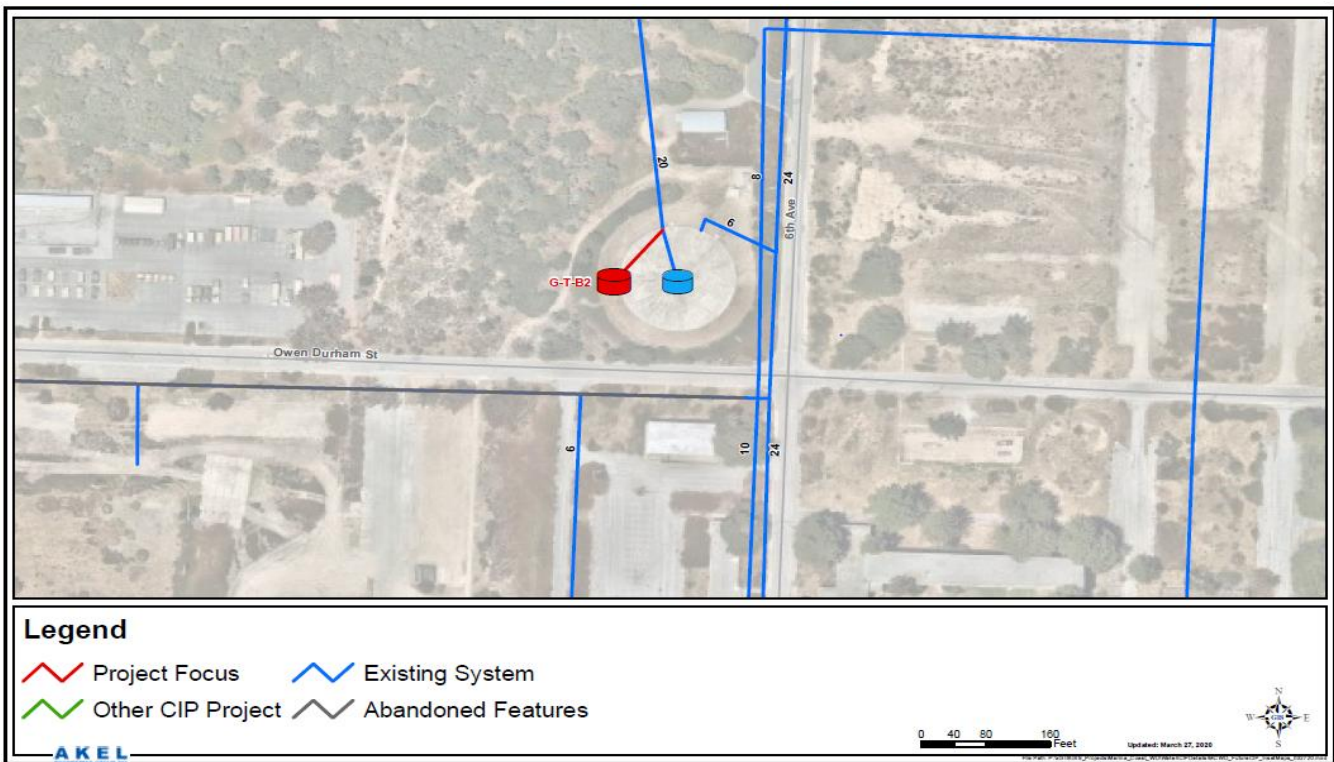 20
8
24
6th Ave
6
G-T-B2
Owen Durham St
6
10
24
Legend
Project Focus
Existing System
Other CIP Project
Abandoned Features
N
W
GIS
E
S
0 40 80 160
Feet
Updated: March 27, 2020
AKEL